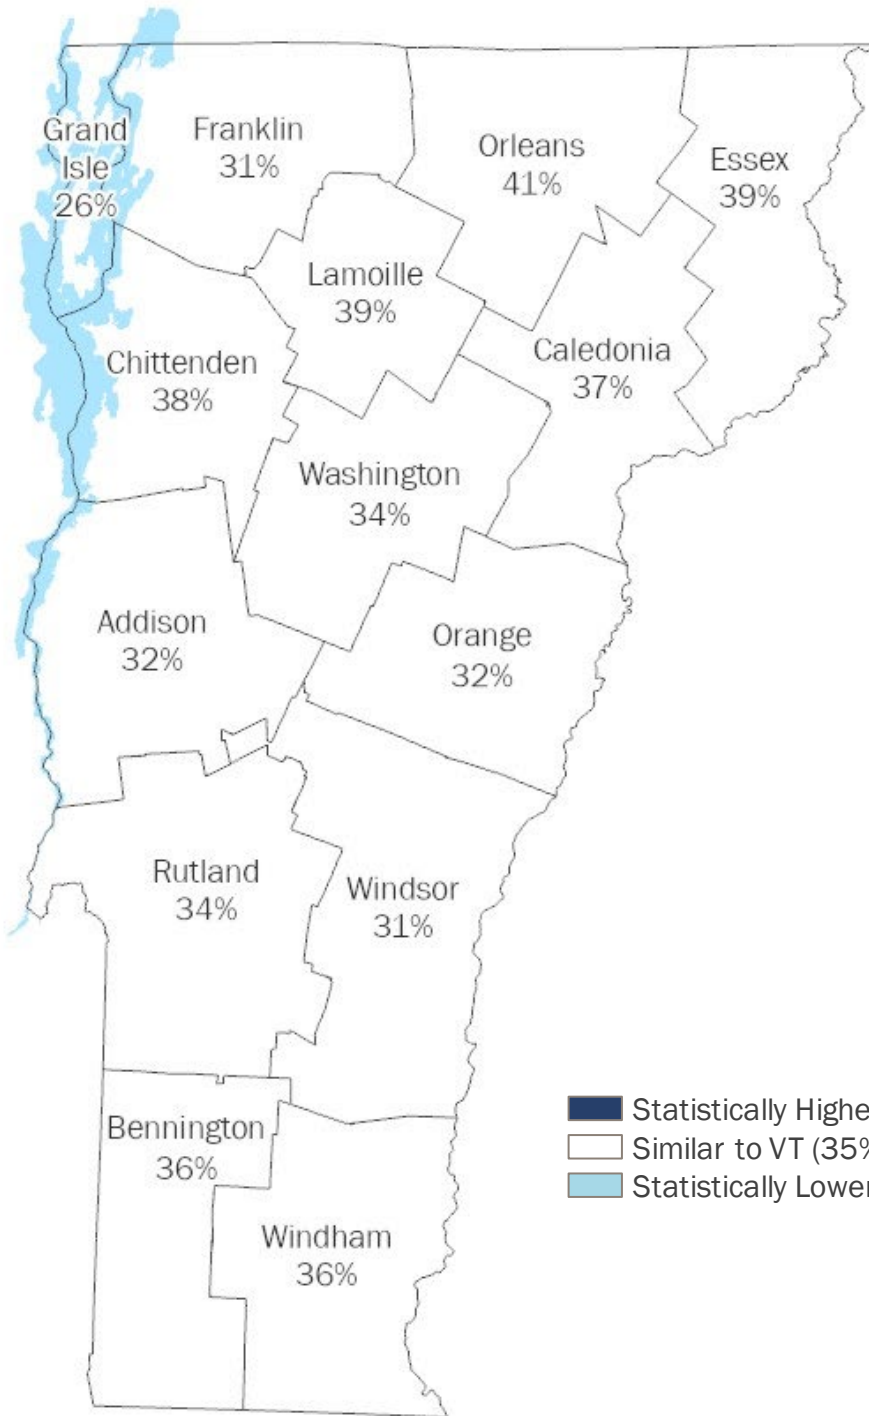 Grand
Isle
26%
Franklin
31%
Orleans
41%
Essex
39%
Lamoille
39%
Chittenden
38%
Caledonia
37%
Washington
34%
Addison
32%
Orange
32%
Rutland
34%
Windsor
31%
Bennington
36%
Windham
36%
Statistically Highe
Similar to VT (35%
Statistically Lower